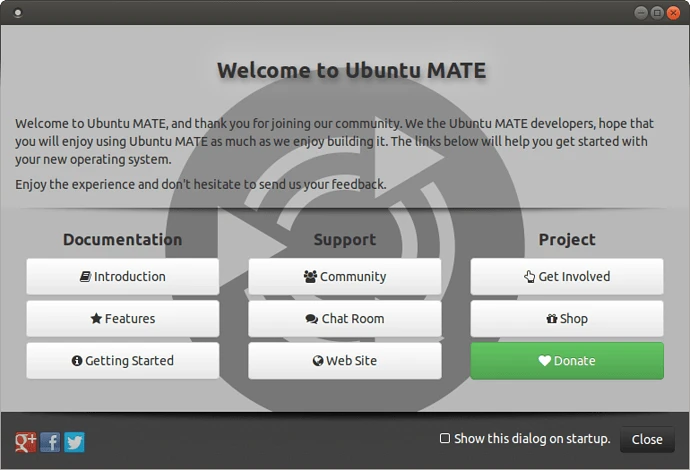 Welcome to Ubuntu MATE
Welcome to Ubuntu MATE, and thank you for joining our community. We the Ubuntu MATE developers, hope that
you will enjoy using Ubuntu MATE as much as we enjoy building it. The links below will help you get started with
your new operating system.
Enjoy the experience and don't hesitate to send us your feedback.
Documentation
Support
Project
Introduction
Community
Get Involved
Features
Chat Room
Shop
Getting Started
Web Site
Donate
g+
f
Show this dialog on startup.
Close